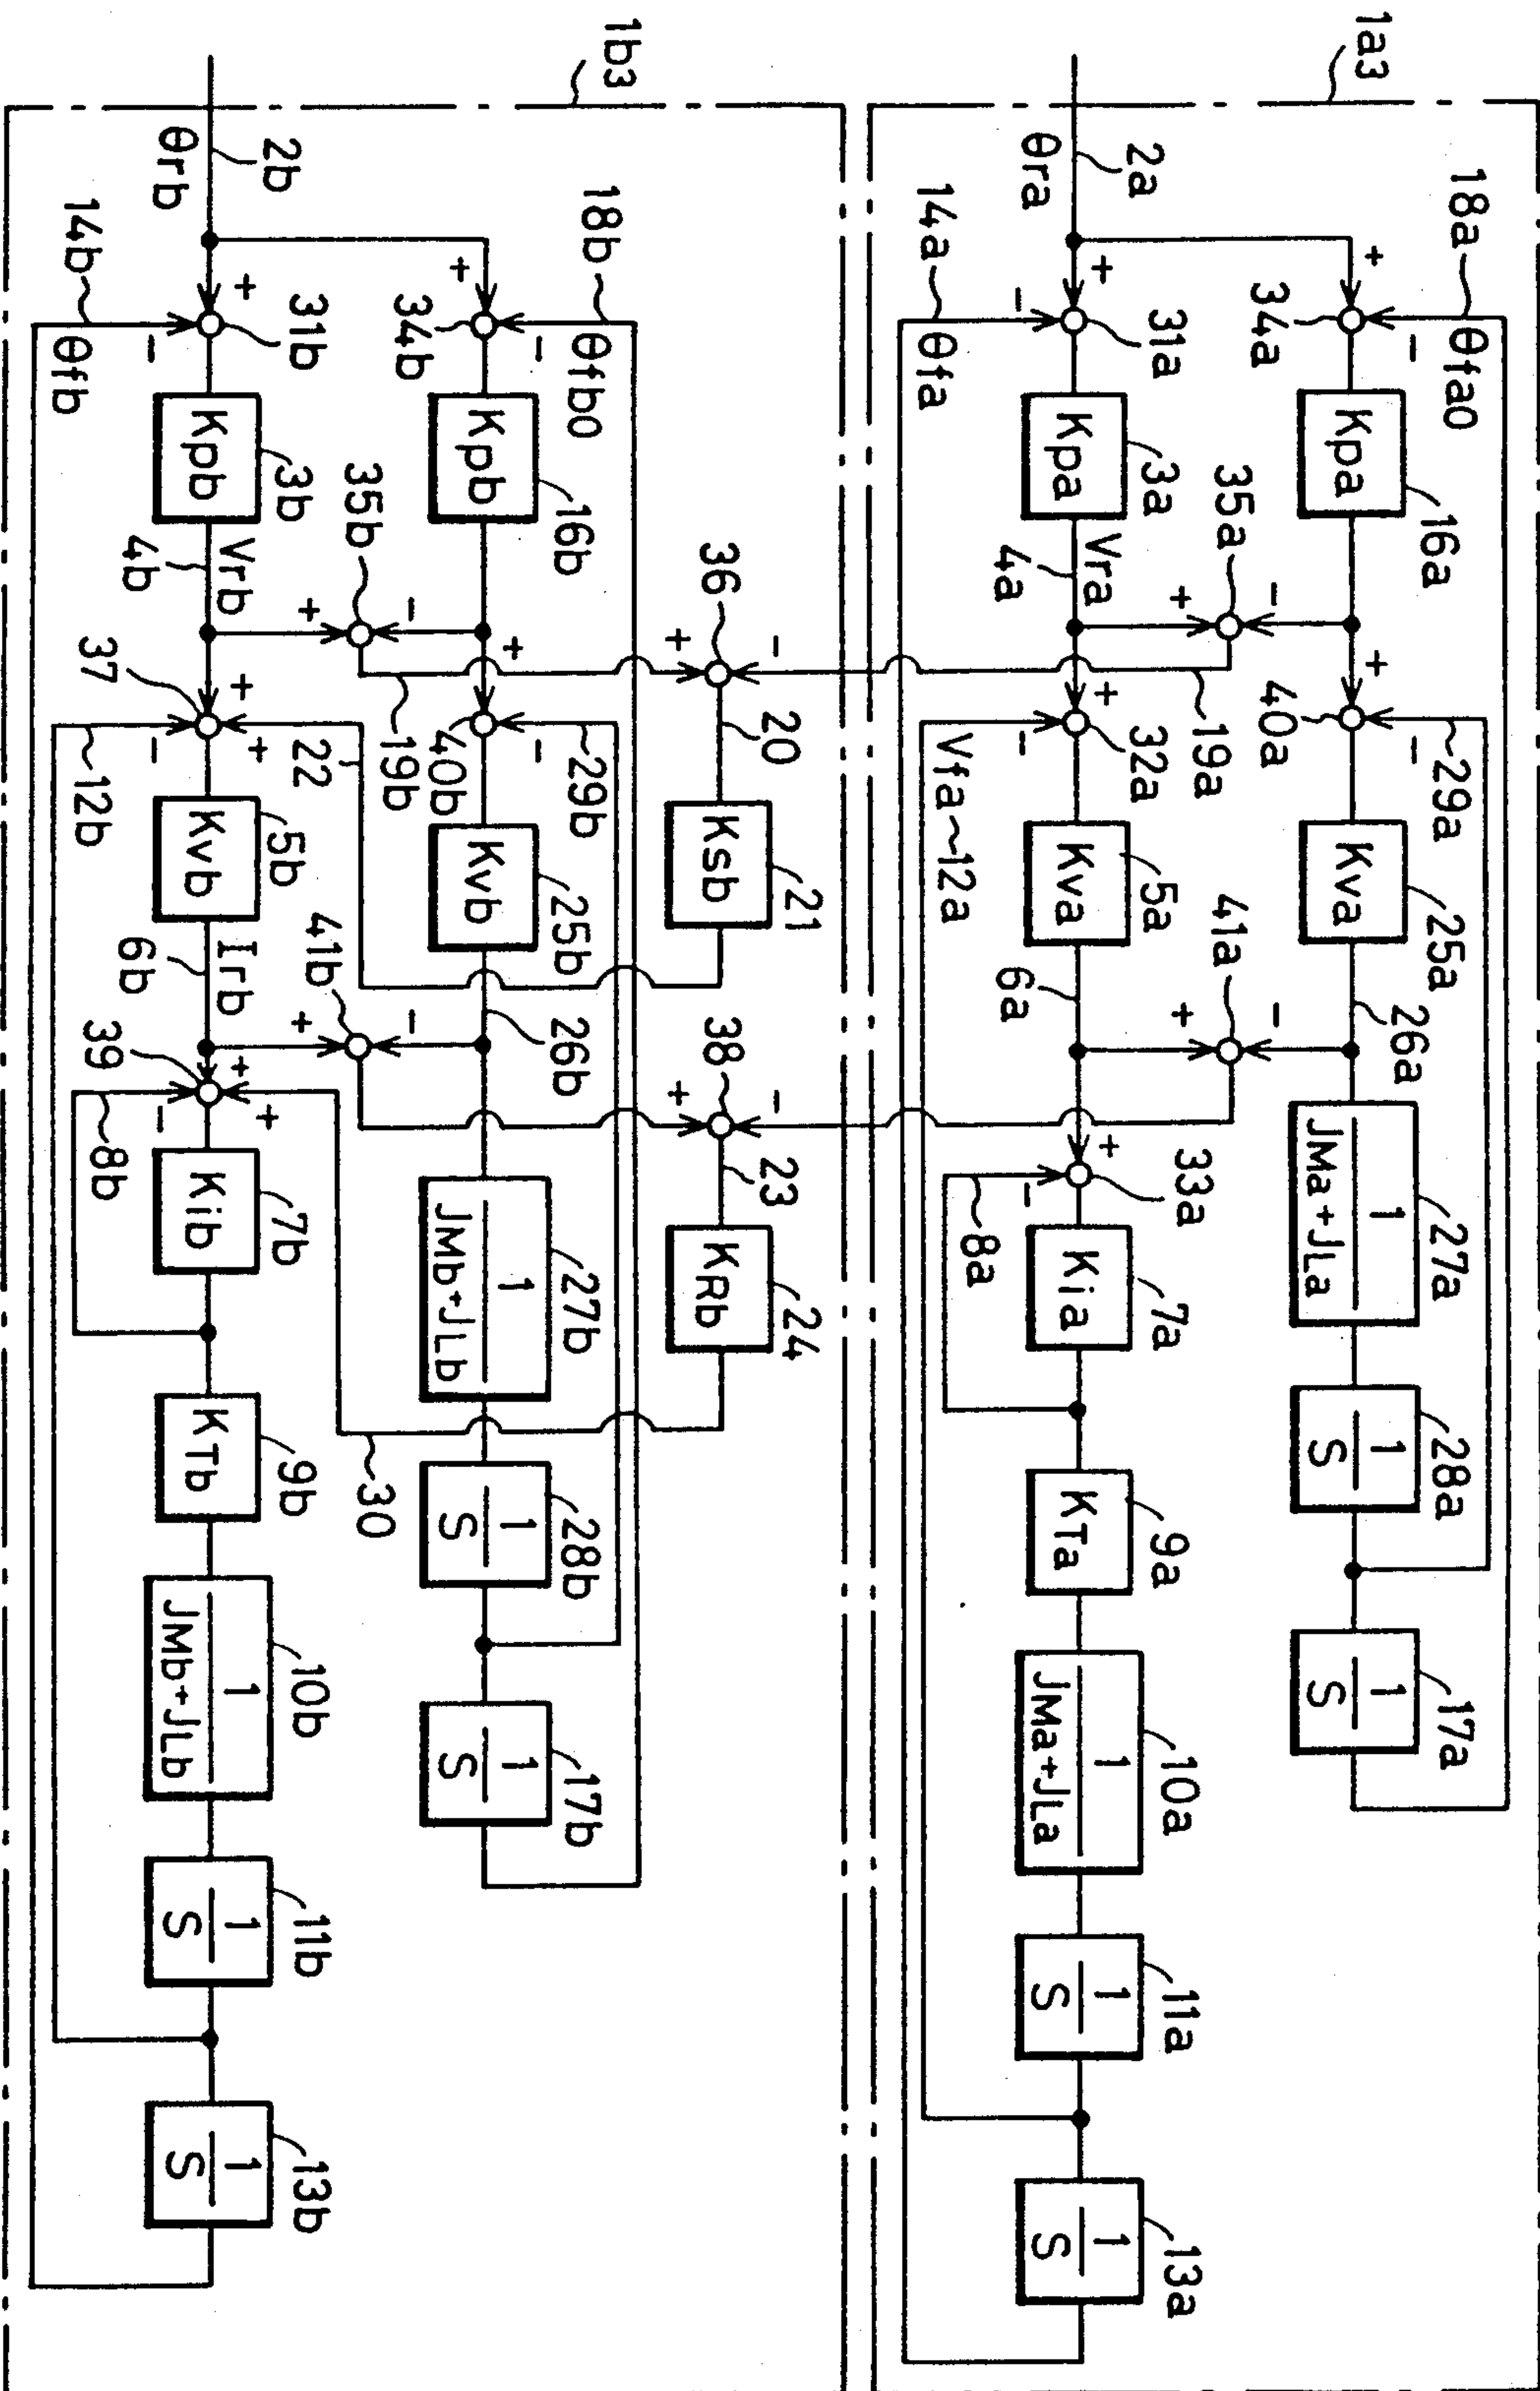 1a3
18a
θfa0
+
−
34a
Kpa
16a
+
40a
−
29a
Kva
25a
26a
1
JMa+JLa
27a
1
S
28a
1
S
17a
2a
θra
+
−
31a
14a
θfa
Kpa
3a
Vra
4a
35a
+
−
19a
+
−
32a
Vfa
12a
Kva
5a
6a
41a
+
−
+
−
33a
8a
Kia
7a
KTa
9a
1
JMa+JLa
10a
1
S
11a
1
S
13a
1b3
36
+
−
20
Ksb
21
38
+
−
23
KRb
24
18b
θfb0
+
−
34b
Kpb
16b
+
−
40b
29b
Kvb
25b
26b
1
JMb+JLb
27b
1
S
28b
1
S
17b
2b
θrb
+
−
31b
14b
θfb
Kpb
3b
Vrb
4b
35b
+
−
19b
37
+
+
−
22
12b
Kvb
5b
Irb
6b
41b
+
−
39
+
+
−
8b
Kib
7b
30
KTb
9b
1
JMb+JLb
10b
1
S
11b
1
S
13b